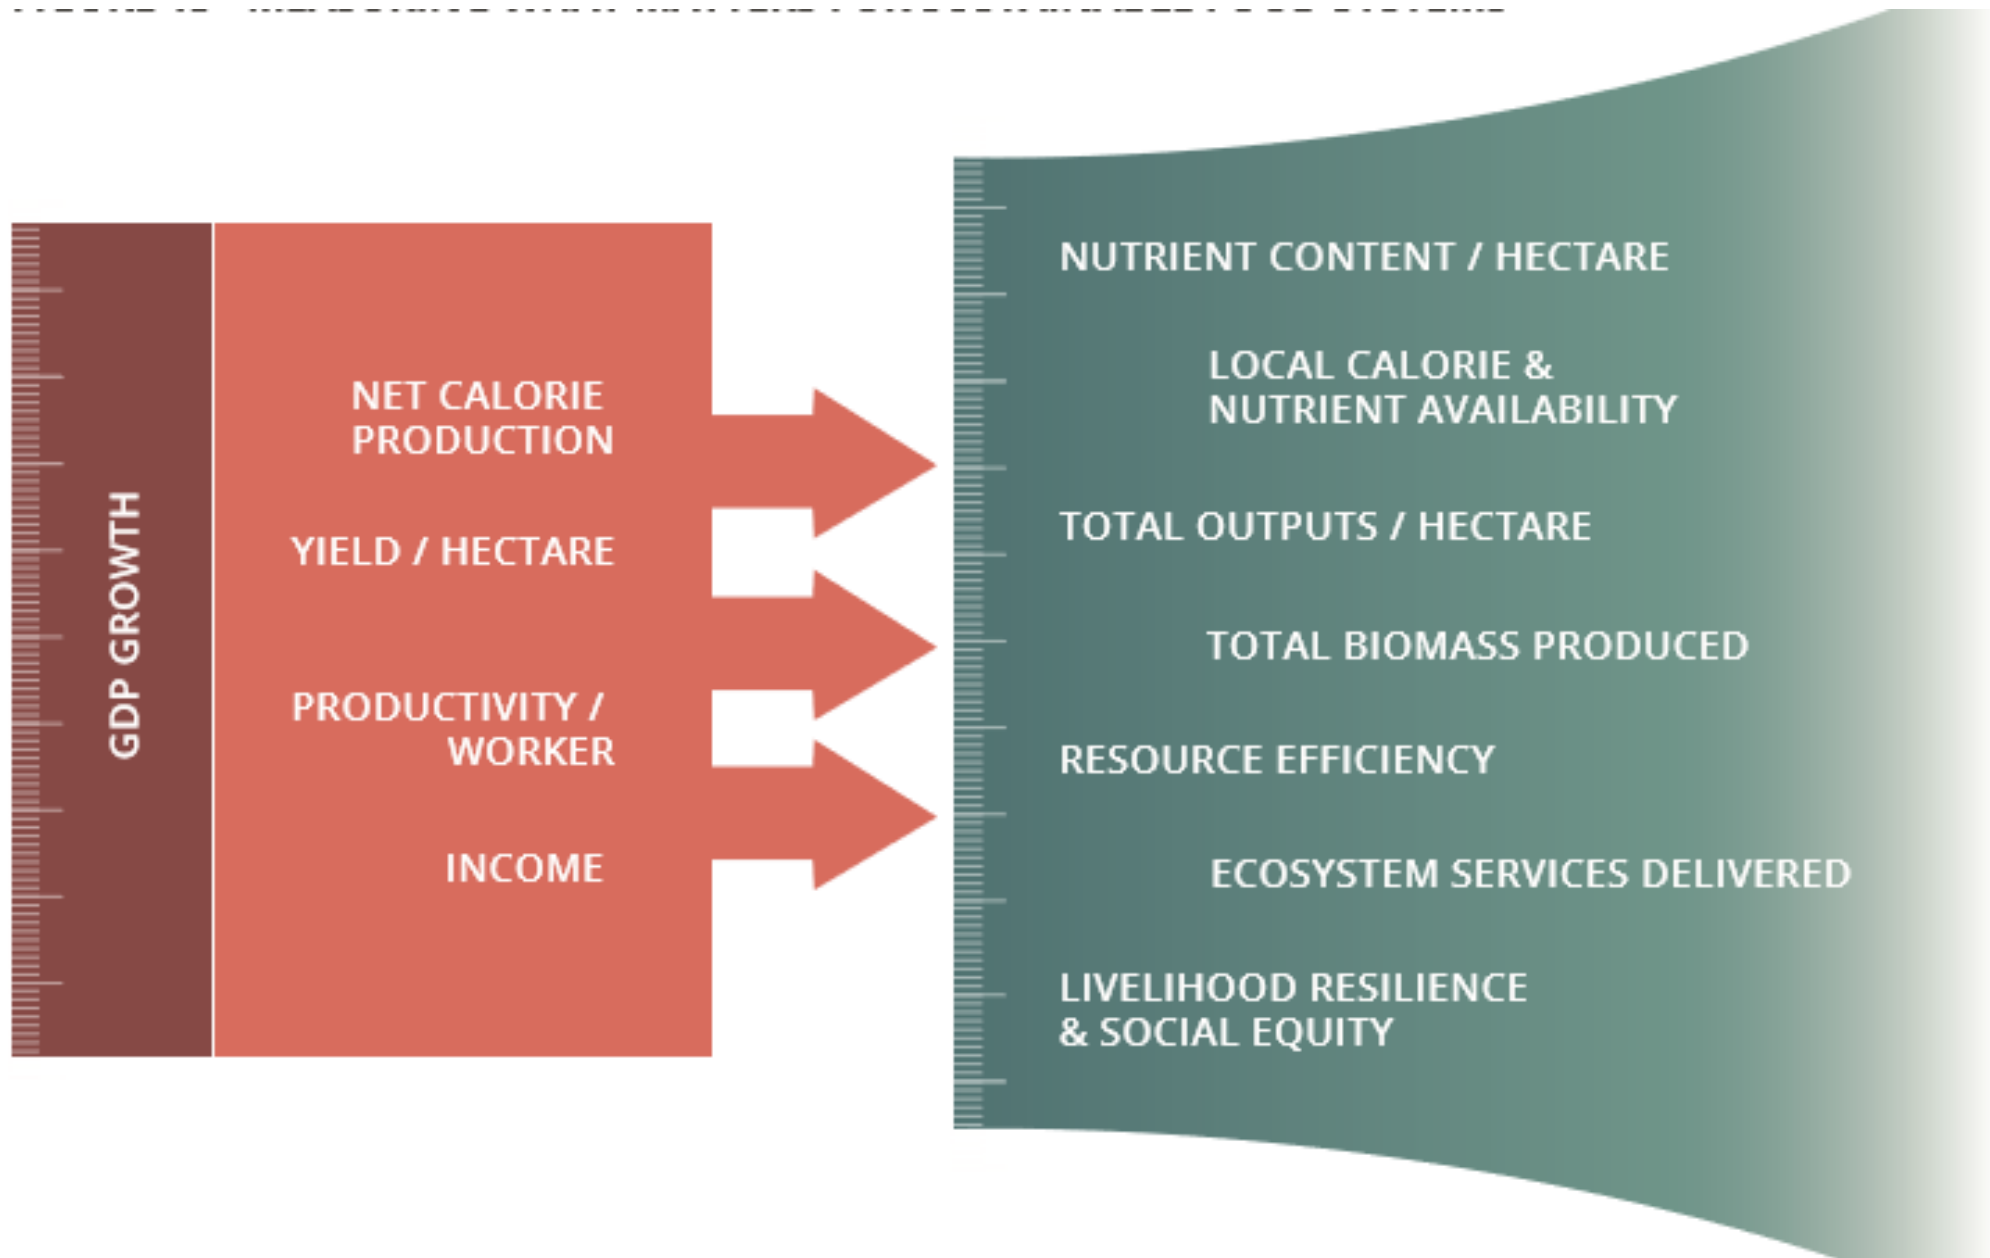 GDP GROWTH
NET CALORIE
PRODUCTION
YIELD / HECTARE
PRODUCTIVITY /
WORKER
INCOME
NUTRIENT CONTENT / HECTARE
LOCAL CALORIE &
NUTRIENT AVAILABILITY
TOTAL OUTPUTS / HECTARE
TOTAL BIOMASS PRODUCED
RESOURCE EFFICIENCY
ECOSYSTEM SERVICES DELIVERED
LIVELIHOOD RESILIENCE
& SOCIAL EQUITY